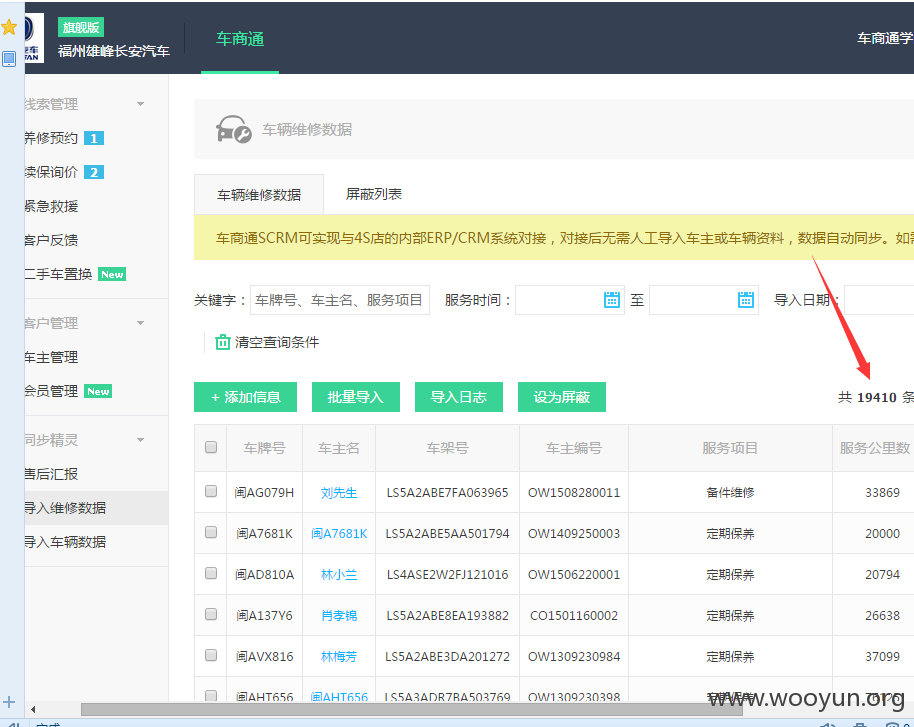 旗舰版
福州雄峰长安汽车
车商通
车商通学
线索管理
养修预约 1
续保询价 2
紧急救援
客户反馈
二手车置换 New
客户管理
车主管理
会员管理 New
同步精灵
售后汇报
导入维修数据
导入车辆数据
车辆维修数据
车辆维修数据 屏蔽列表
车商通SCRM可实现与4S店的内部ERP/CRM系统对接，对接后无需人工导入车主或车辆资料，数据自动同步。如需
关键字： 车牌号、车主名、服务项目 服务时间： 至 导入日期：
清空查询条件
+ 添加信息 批量导入 导入日志 设为屏蔽 共 19410 条
车牌号 车主名 车架号 车主编号 服务项目 服务公里数
闽AG079H 刘先生 LS5A2ABE7FA063965 OW1508280011 备件维修 33869
闽A7681K 闽A7681K LS5A2ABE5AA501794 OW1409250003 定期保养 20000
闽AD810A 林小兰 LS4ASE2W2FJ121016 OW1506220001 定期保养 20794
闽A137Y6 肖孝锦 LS5A2ABE8EA193882 CO1501160002 定期保养 26638
闽AVX816 林梅芳 LS5A2ABE3DA201272 OW1309230984 定期保养 37099
闽AHT656 闽AHT656 LS5A3ADR7BA503769 OW1309230398 定期保养
www.wooyun.org
完成